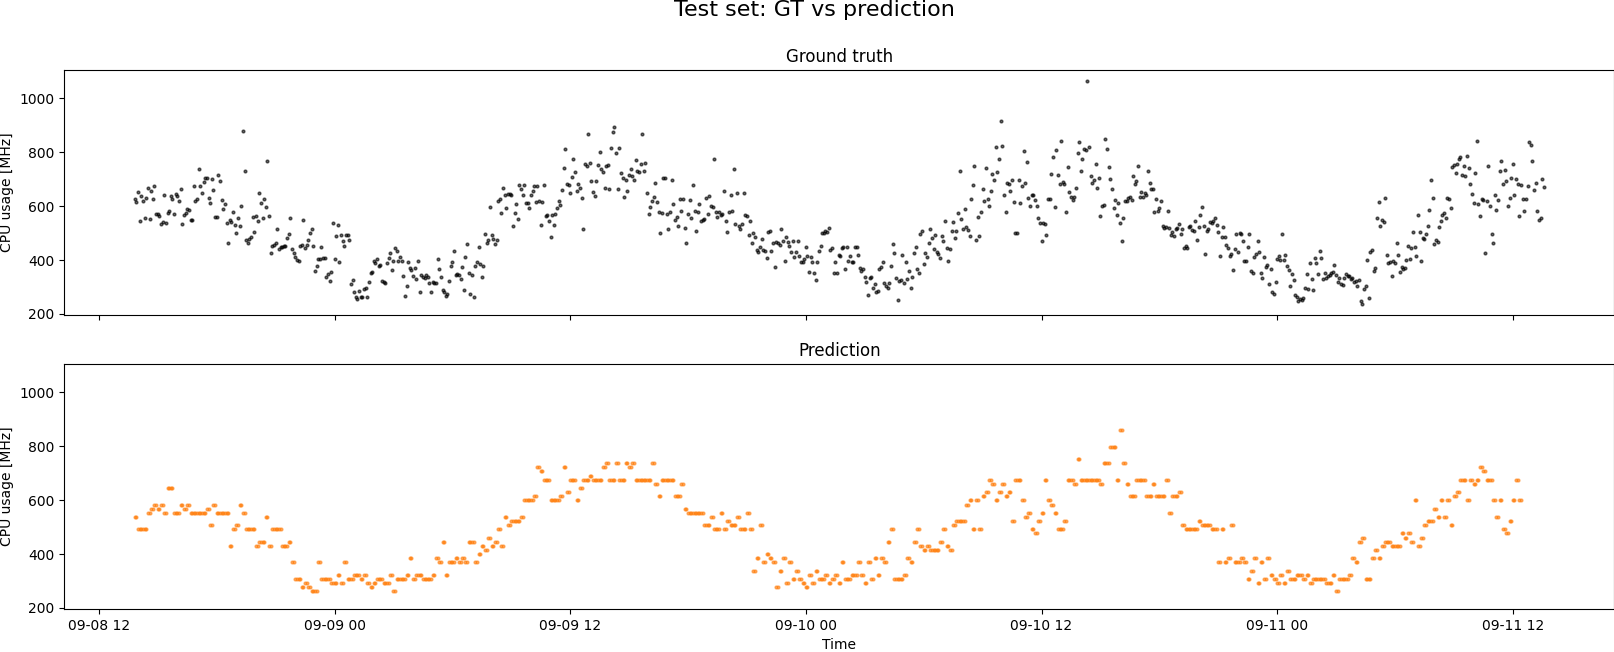 Test set: GT vs prediction
Ground truth
CPU usage [MHz]
1000
800
600
400
200
Prediction
CPU usage [MHz]
1000
800
600
400
200
09-08 12
09-09 00
09-09 12
09-10 00
09-10 12
09-11 00
09-11 12
Time